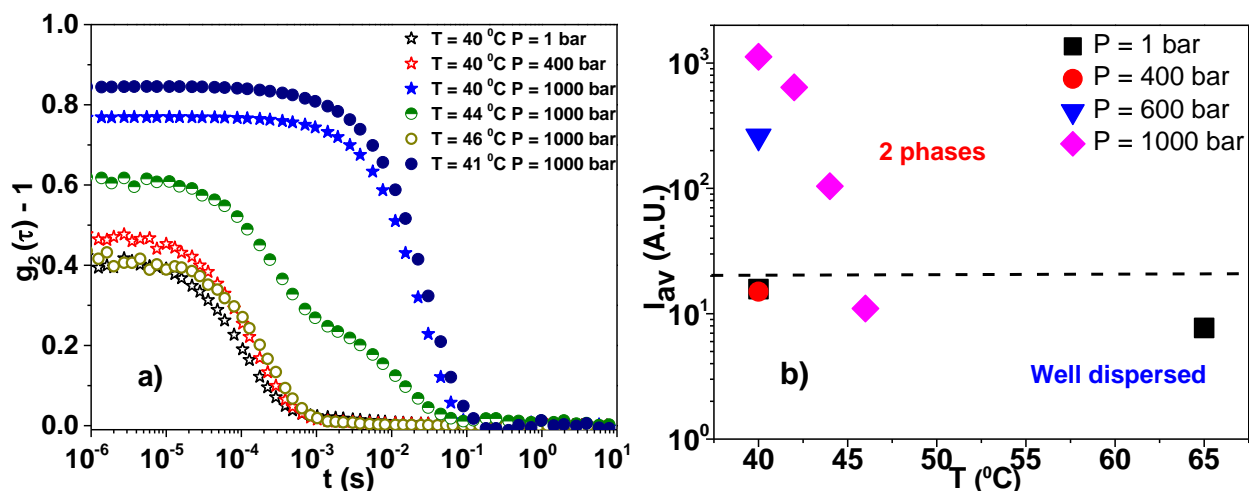 g₂(τ) - 1
1.0
0.8
0.6
0.4
0.2
0.0
T = 40 ⁰C P = 1 bar
T = 40 ⁰C P = 400 bar
T = 40 ⁰C P = 1000 bar
T = 44 ⁰C P = 1000 bar
T = 46 ⁰C P = 1000 bar
T = 41 ⁰C P = 1000 bar
a)
10⁻⁶ 10⁻⁵ 10⁻⁴ 10⁻³ 10⁻² 10⁻¹ 10⁰ 10¹
t (s)
I_av (A.U.)
10³
10²
10¹
10⁰
P = 1 bar
P = 400 bar
P = 600 bar
P = 1000 bar
2 phases
b)
Well dispersed
40 45 50 55 60 65
T (⁰C)